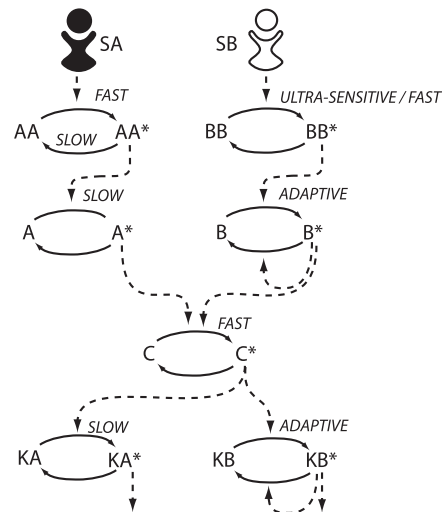 SA SB
FAST ULTRA-SENSITIVE / FAST
AA SLOW AA* BB BB*
SLOW ADAPTIVE
A A* B B*
FAST
C C*
SLOW ADAPTIVE
KA KA* KB KB*